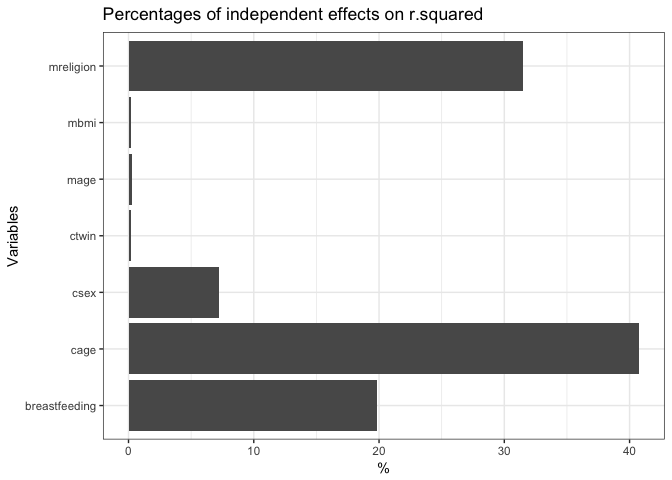 Percentages of independent effects on r.squared
Variables
mreligion
mbmi
mage
ctwin
csex
cage
breastfeeding
0 10 20 30 40
%